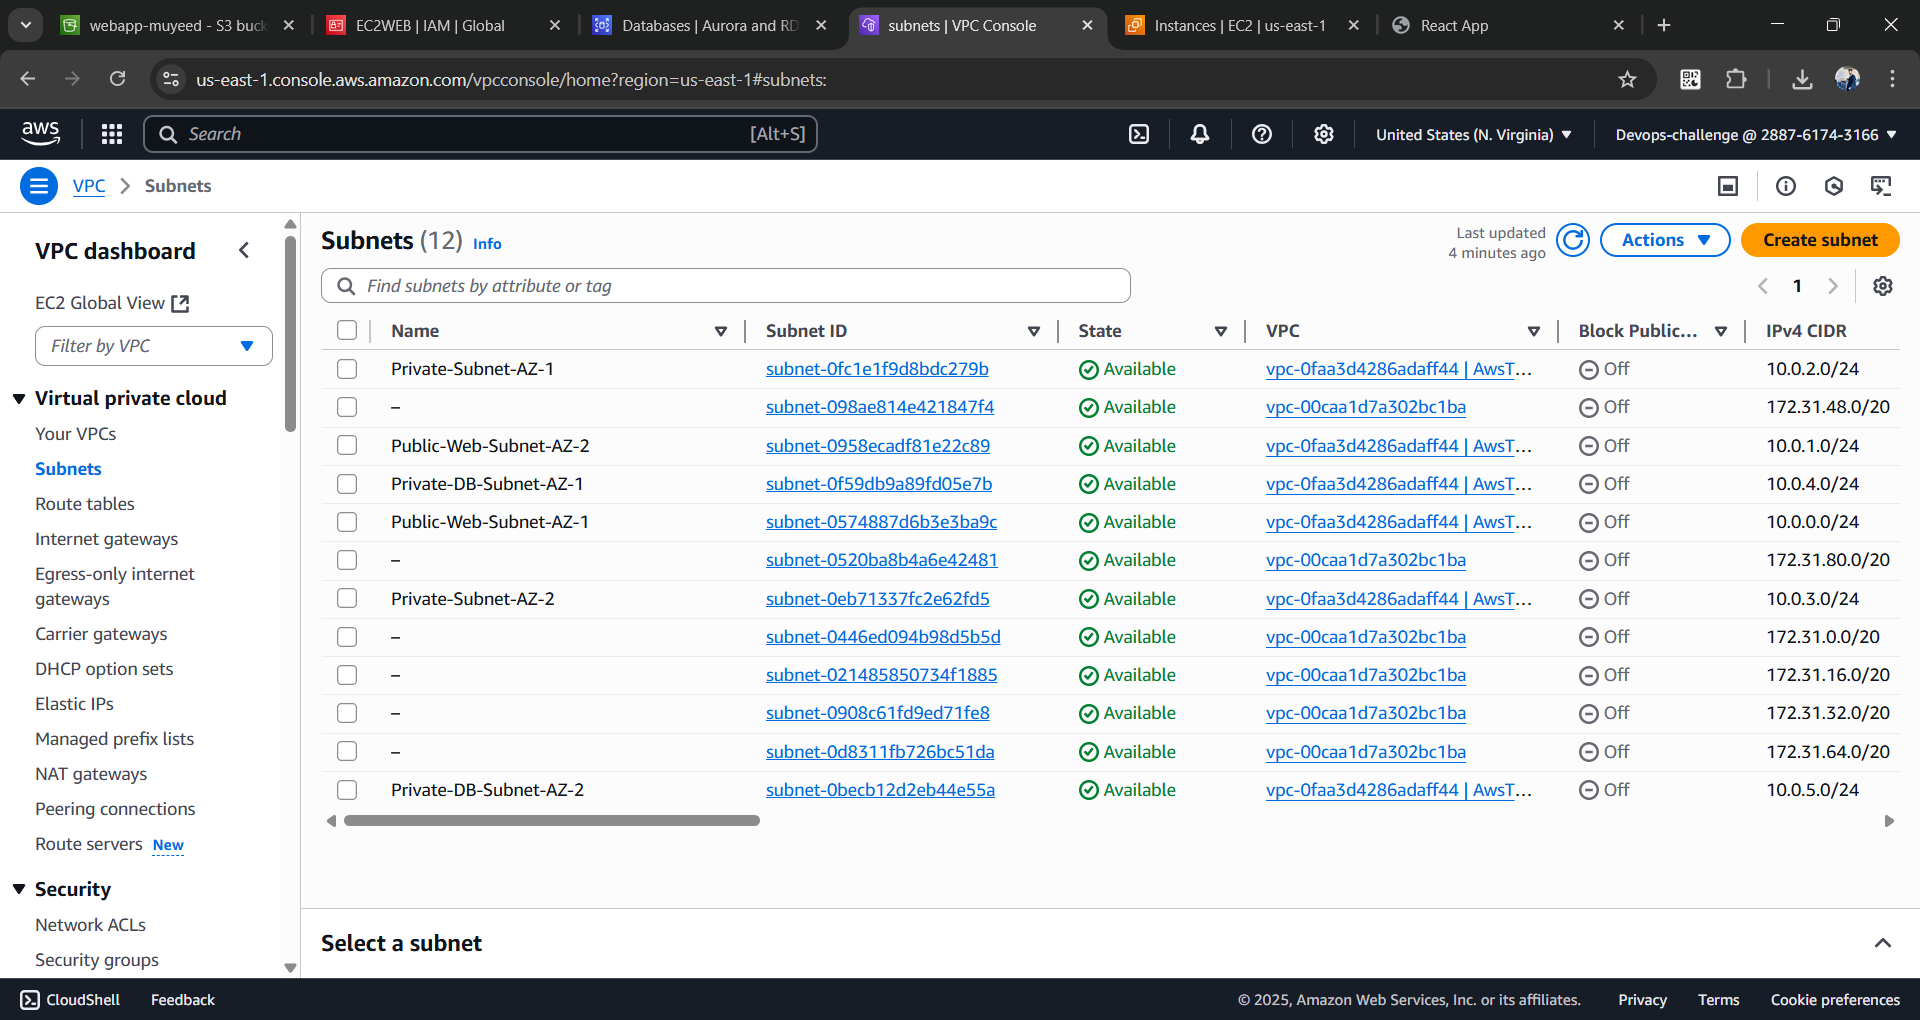 webapp-muyeed - S3 buck
EC2WEB | IAM | Global
Databases | Aurora and RD
subnets | VPC Console
Instances | EC2 | us-east-1
React App
us-east-1.console.aws.amazon.com/vpcconsole/home?region=us-east-1#subnets:
aws
Search
[Alt+S]
United States (N. Virginia)
Devops-challenge @ 2887-6174-3166
VPC
Subnets
VPC dashboard
EC2 Global View
Filter by VPC
Virtual private cloud
Your VPCs
Subnets
Route tables
Internet gateways
Egress-only internet
gateways
Carrier gateways
DHCP option sets
Elastic IPs
Managed prefix lists
NAT gateways
Peering connections
Route servers New
Security
Network ACLs
Security groups
Subnets (12) Info
Last updated
4 minutes ago
Actions
Create subnet
Find subnets by attribute or tag
1
Name Subnet ID State VPC Block Public... IPv4 CIDR
Private-Subnet-AZ-1 subnet-0fc1e1f9d8bdc279b Available vpc-0faa3d4286adaff44 | AwsT... Off 10.0.2.0/24
– subnet-098ae814e421847f4 Available vpc-00caa1d7a302bc1ba Off 172.31.48.0/20
Public-Web-Subnet-AZ-2 subnet-0958ecadf81e22c89 Available vpc-0faa3d4286adaff44 | AwsT... Off 10.0.1.0/24
Private-DB-Subnet-AZ-1 subnet-0f59db9a89fd05e7b Available vpc-0faa3d4286adaff44 | AwsT... Off 10.0.4.0/24
Public-Web-Subnet-AZ-1 subnet-0574887d6b3e3ba9c Available vpc-0faa3d4286adaff44 | AwsT... Off 10.0.0.0/24
– subnet-0520ba8b4a6e42481 Available vpc-00caa1d7a302bc1ba Off 172.31.80.0/20
Private-Subnet-AZ-2 subnet-0eb71337fc2e62fd5 Available vpc-0faa3d4286adaff44 | AwsT... Off 10.0.3.0/24
– subnet-0446ed094b98d5b5d Available vpc-00caa1d7a302bc1ba Off 172.31.0.0/20
– subnet-021485850734f1885 Available vpc-00caa1d7a302bc1ba Off 172.31.16.0/20
– subnet-0908c61fd9ed71fe8 Available vpc-00caa1d7a302bc1ba Off 172.31.32.0/20
– subnet-0d8311fb726bc51da Available vpc-00caa1d7a302bc1ba Off 172.31.64.0/20
Private-DB-Subnet-AZ-2 subnet-0becb12d2eb44e55a Available vpc-0faa3d4286adaff44 | AwsT... Off 10.0.5.0/24
Select a subnet
CloudShell
Feedback
© 2025, Amazon Web Services, Inc. or its affiliates.
Privacy
Terms
Cookie preferences